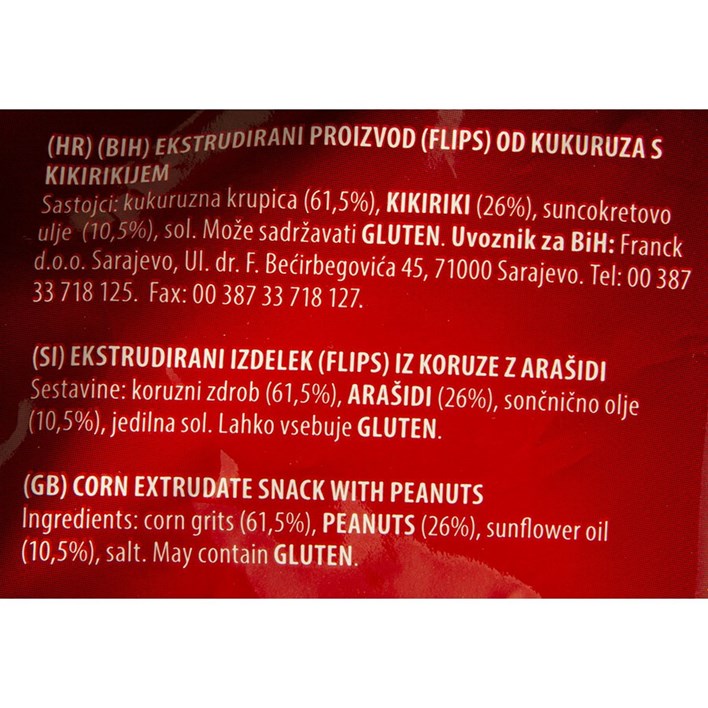 (HR) (BIH) EKSTRUDIRANI PROIZVOD (FLIPS) OD KUKURUZA S
KIKIRIKIJEM
Sastojci: kukuruzna krupica (61,5%), KIKIRIKI (26%), suncokretovo
ulje (10,5%), sol. Može sadržavati GLUTEN. Uvoznik za BiH: Franck
d.o.o. Sarajevo, Ul. dr. F. Bećirbegovića 45, 71000 Sarajevo. Tel: 00 387
33 718 125. Fax: 00 387 33 718 127.
(SI) EKSTRUDIRANI IZDELEK (FLIPS) IZ KORUZE Z ARAŠIDI
Sestavine: koruzni zdrob (61,5%), ARAŠIDI (26%), sončnično olje
(10,5%), jedilna sol. Lahko vsebuje GLUTEN.
(GB) CORN EXTRUDATE SNACK WITH PEANUTS
Ingredients: corn grits (61,5%), PEANUTS (26%), sunflower oil
(10,5%), salt. May contain GLUTEN.